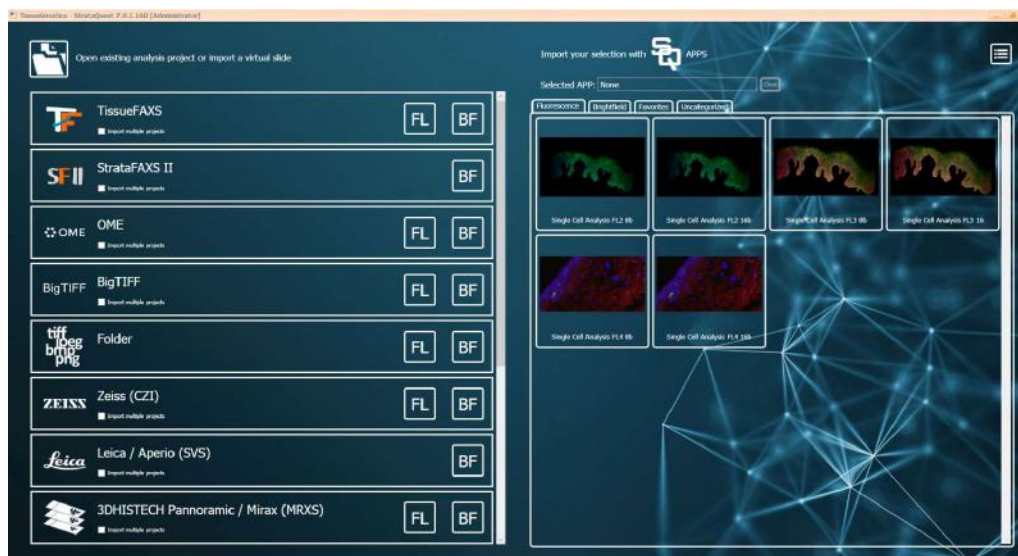 TissueGnostics - StrataQuest 7.0.1.160 [Administrator]
Open existing analysis project or import a virtual slide
TF
TissueFAXS
Import multiple projects
FL
BF
SFII
StrataFAXS II
Import multiple projects
BF
OME
OME
Import multiple projects
FL
BF
BigTIFF
BigTIFF
Import multiple projects
FL
BF
tiff
jpeg
bmp
png
Folder
FL
BF
ZEISS
Zeiss (CZI)
Import multiple projects
FL
BF
Leica
Leica / Aperio (SVS)
Import multiple projects
BF
3DHISTECH Pannoramic / Mirax (MRXS)
Import multiple projects
FL
BF
Import your selection with SQ APPS
Selected APP: None
Clear
Fluorescence Brightfield Favorites Uncategorized
Single Cell Analysis FL2 8b
Single Cell Analysis FL2 16b
Single Cell Analysis FL3 8b
Single Cell Analysis FL3 16
Single Cell Analysis FL4 8b
Single Cell Analysis FL4 16b